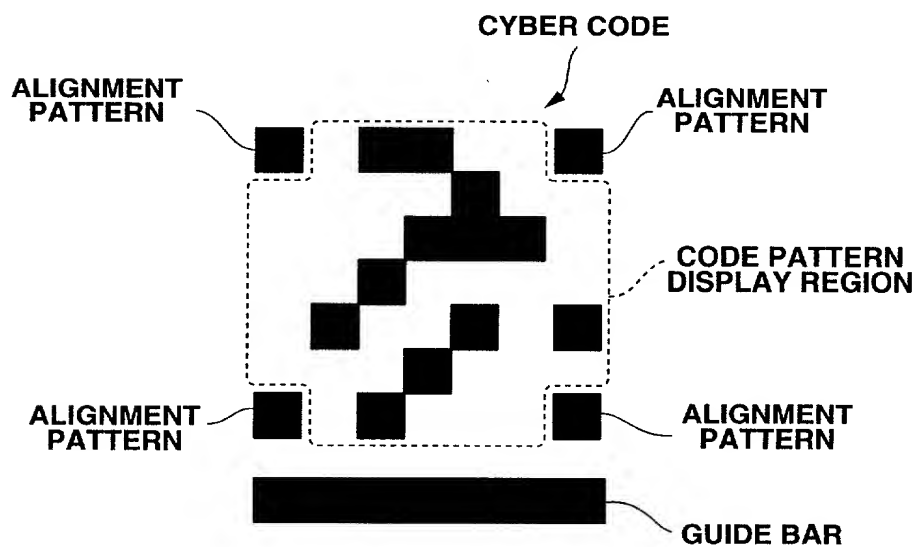 CYBER CODE
ALIGNMENT
PATTERN
ALIGNMENT
PATTERN
CODE PATTERN
DISPLAY REGION
ALIGNMENT
PATTERN
ALIGNMENT
PATTERN
GUIDE BAR